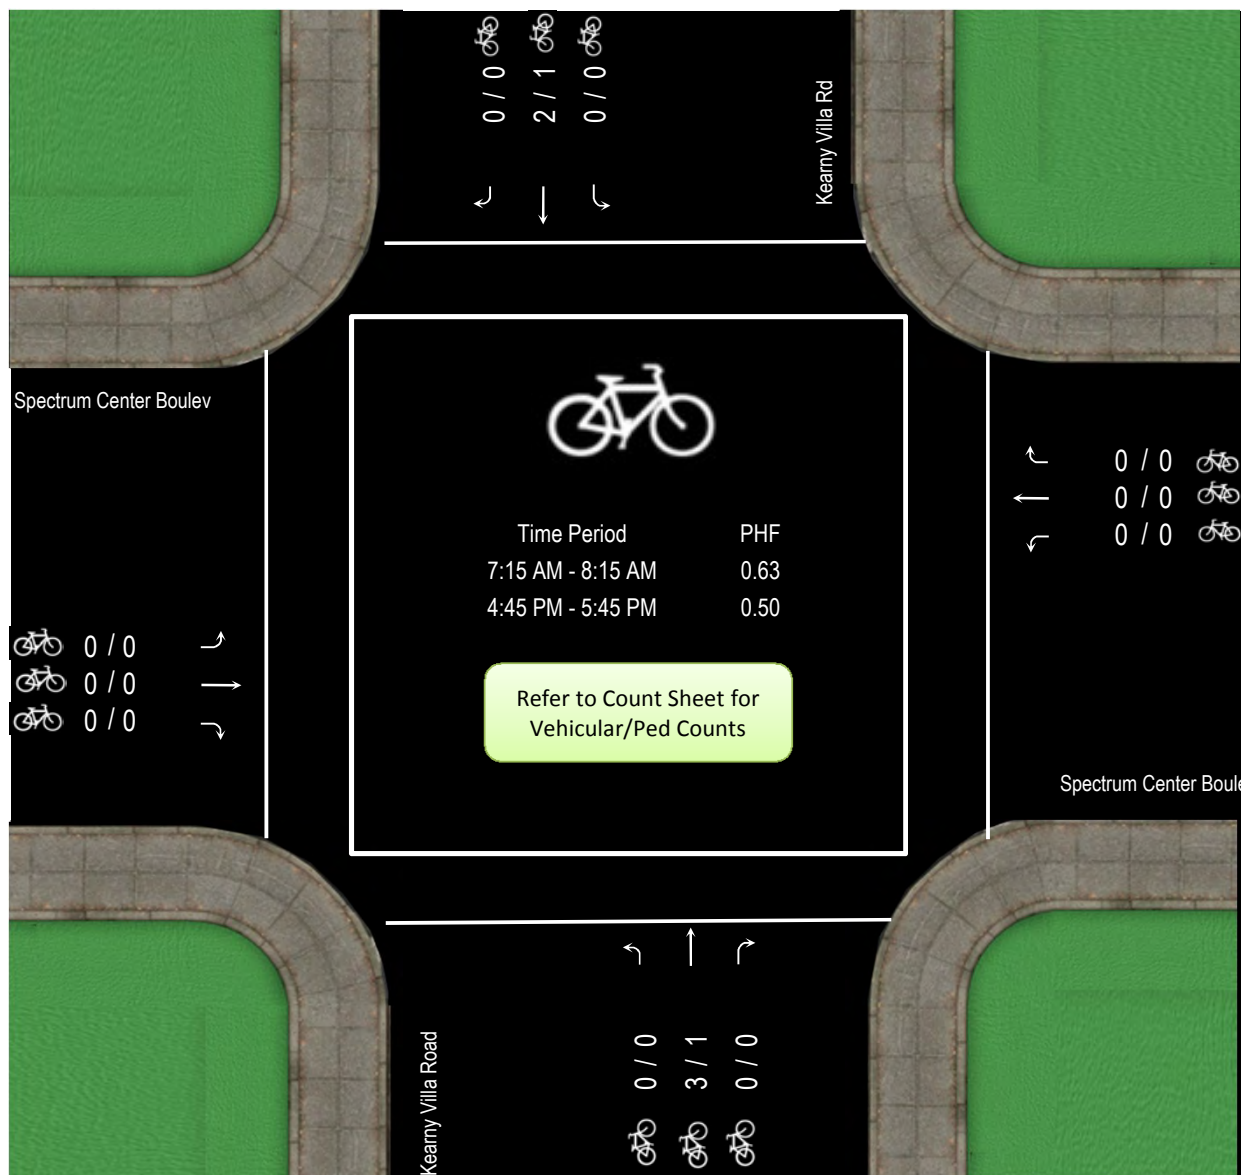 0 / 0
2 / 1
0 / 0
Kearny Villa Rd
Spectrum Center Boulev
0 / 0
0 / 0
0 / 0
Time Period PHF
7:15 AM - 8:15 AM 0.63
4:45 PM - 5:45 PM 0.50
0 / 0
0 / 0
0 / 0
Refer to Count Sheet for
Vehicular/Ped Counts
Spectrum Center Boule
Kearny Villa Road
0 / 0
3 / 1
0 / 0